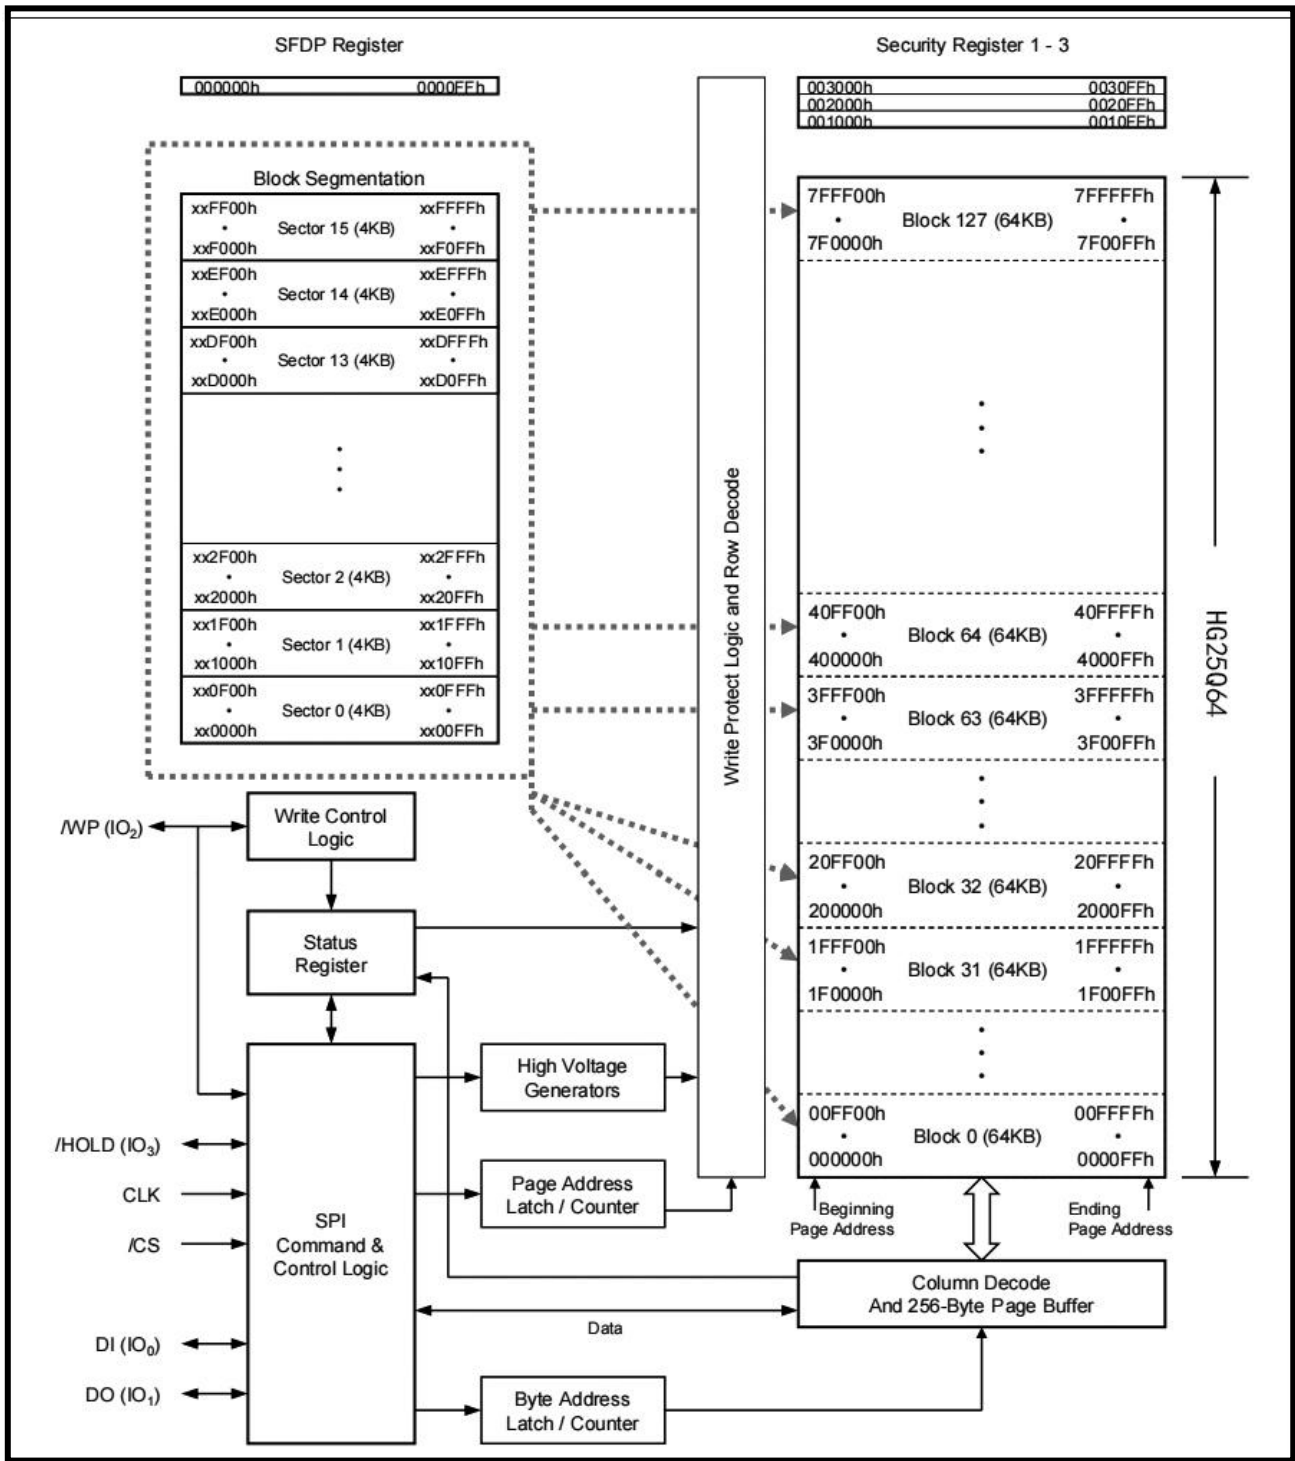 SFDP Register
000000h 0000FFh
Security Register 1 - 3
003000h 0030FFh
002000h 0020FFh
001000h 0010FFh
Block Segmentation
xxFF00h xxFFFFh
Sector 15 (4KB)
xxF000h xxF0FFh
xxEF00h xxEFFFh
Sector 14 (4KB)
xxE000h xxE0FFh
xxDF00h xxDFFFh
Sector 13 (4KB)
xxD000h xxD0FFh
xx2F00h xx2FFFh
Sector 2 (4KB)
xx2000h xx20FFh
xx1F00h xx1FFFh
Sector 1 (4KB)
xx1000h xx10FFh
xx0F00h xx0FFFh
Sector 0 (4KB)
xx0000h xx00FFh
Write Protect Logic and Row Decode
7FFF00h 7FFFFFh
Block 127 (64KB)
7F0000h 7F00FFh
40FF00h 40FFFFh
Block 64 (64KB)
400000h 4000FFh
3FFF00h 3FFFFFh
Block 63 (64KB)
3F0000h 3F00FFh
20FF00h 20FFFFh
Block 32 (64KB)
200000h 2000FFh
1FFF00h 1FFFFFh
Block 31 (64KB)
1F0000h 1F00FFh
00FF00h 00FFFFh
Block 0 (64KB)
000000h 0000FFh
HG25Q64
Beginning
Page Address
Ending
Page Address
/WP (IO2)
Write Control
Logic
Status
Register
High Voltage
Generators
/HOLD (IO3)
CLK
/CS
Page Address
Latch / Counter
SPI
Command &
Control Logic
Column Decode
And 256-Byte Page Buffer
Data
DI (IO0)
DO (IO1)
Byte Address
Latch / Counter